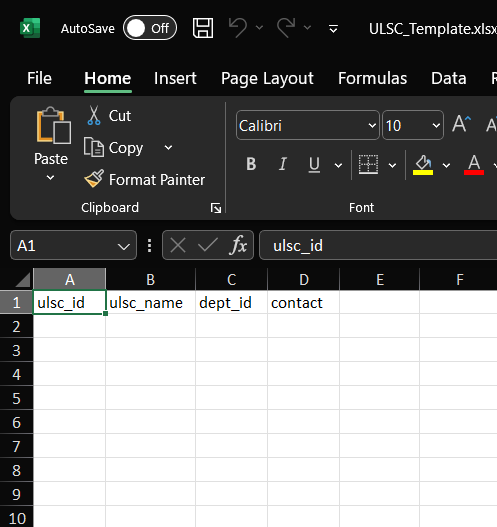 AutoSave Off ULSC_Template.xlsx
File Home Insert Page Layout Formulas Data
Paste
Cut
Copy
Format Painter
Clipboard
Calibri 10 A A
B I U A
Font
A1 fx ulsc_id
A B C D E F
1 ulsc_id ulsc_name dept_id contact
2
3
4
5
6
7
8
9
10